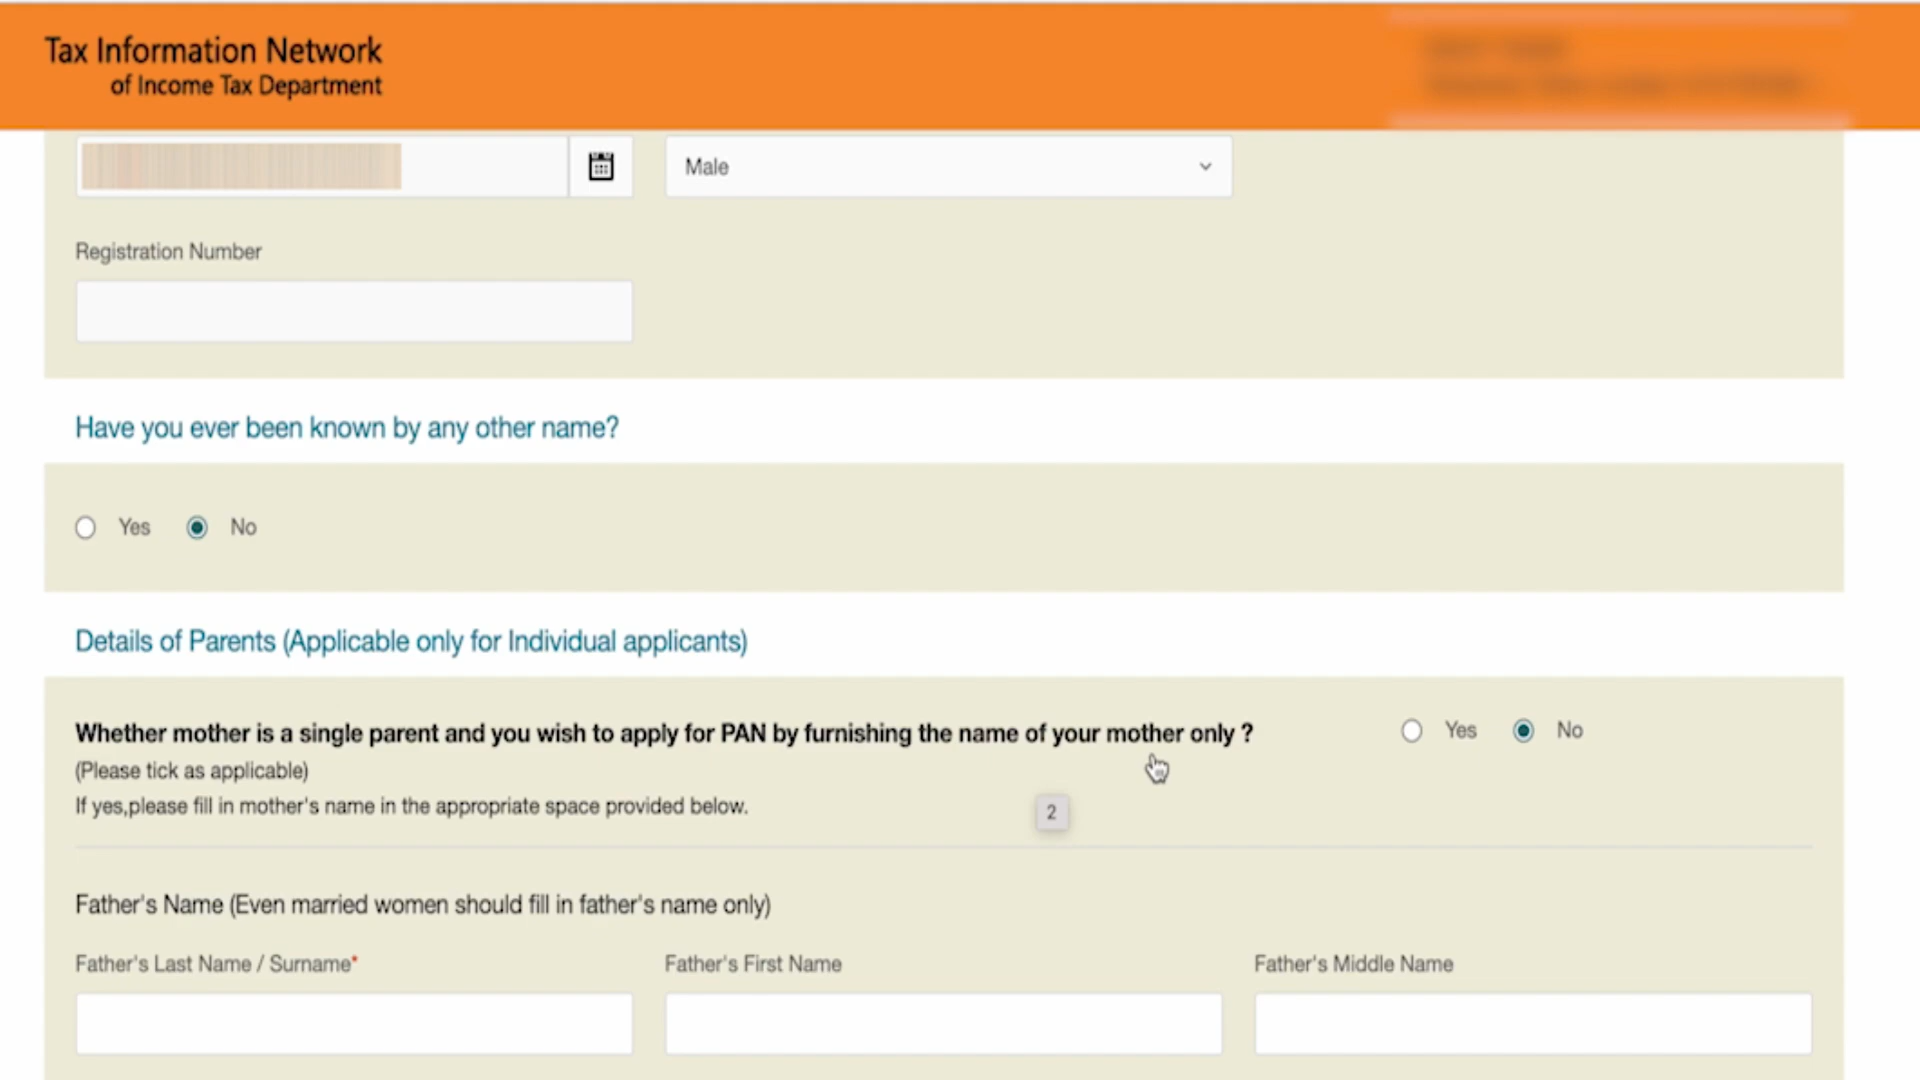 Tax Information Network
of Income Tax Department
Male
Registration Number
Have you ever been known by any other name?
Yes No
Details of Parents (Applicable only for Individual applicants)
Whether mother is a single parent and you wish to apply for PAN by furnishing the name of your mother only ? Yes No
(Please tick as applicable)
If yes,please fill in mother's name in the appropriate space provided below.
2
Father's Name (Even married women should fill in father's name only)
Father's Last Name / Surname* Father's First Name Father's Middle Name